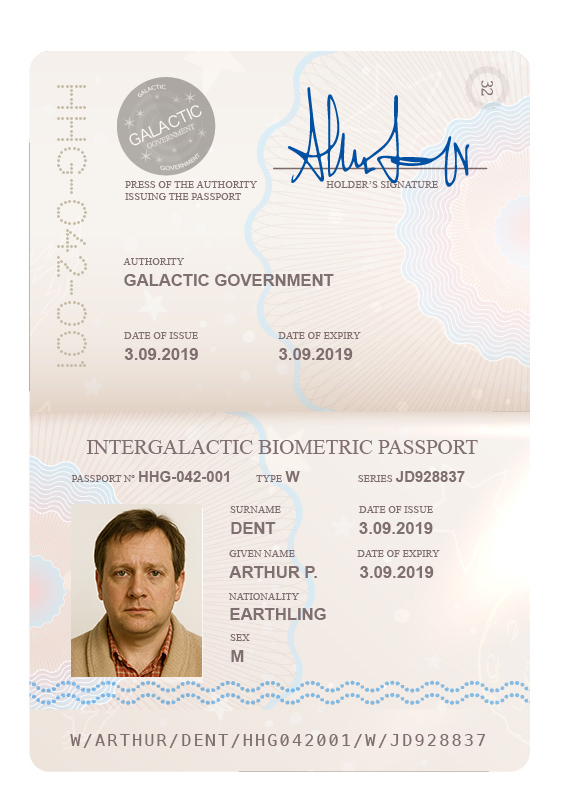 HHG-042-001
GALACTIC
GALACTIC
GOVERNMENT
GOVERNMENT
32
PRESS OF THE AUTHORITY
ISSUING THE PASSPORT
HOLDER'S SIGNATURE
AUTHORITY
GALACTIC GOVERNMENT
DATE OF ISSUE DATE OF EXPIRY
3.09.2019 3.09.2019
INTERGALACTIC BIOMETRIC PASSPORT
PASSPORT Nº HHG-042-001 TYPE W SERIES JD928837
SURNAME DATE OF ISSUE
DENT 3.09.2019
GIVEN NAME DATE OF EXPIRY
ARTHUR P. 3.09.2019
NATIONALITY
EARTHLING
SEX
M
W/ARTHUR/DENT/HHG042001/W/JD928837